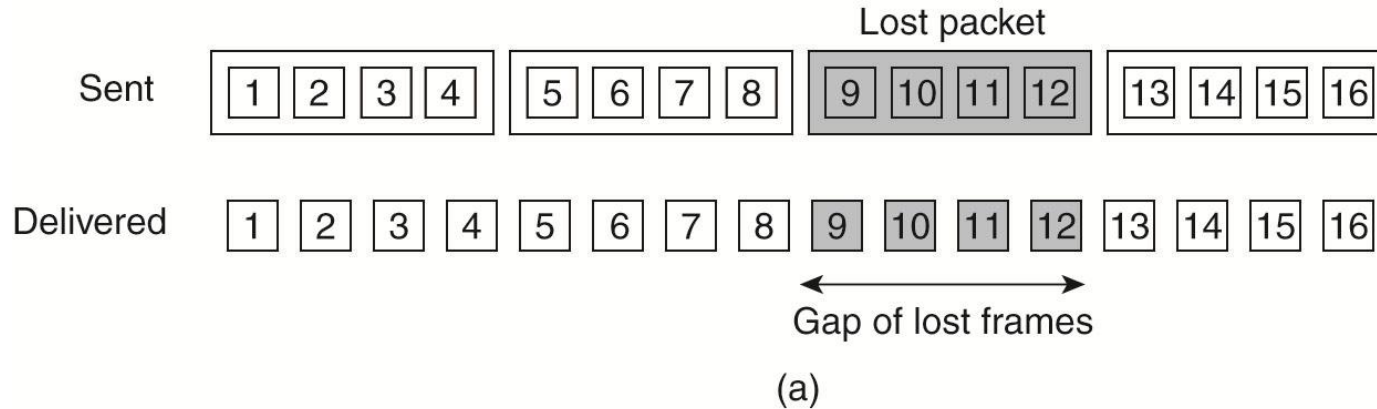 Lost packet
Sent 1 2 3 4 5 6 7 8 9 10 11 12 13 14 15 16
Delivered 1 2 3 4 5 6 7 8 9 10 11 12 13 14 15 16
Gap of lost frames
(a)